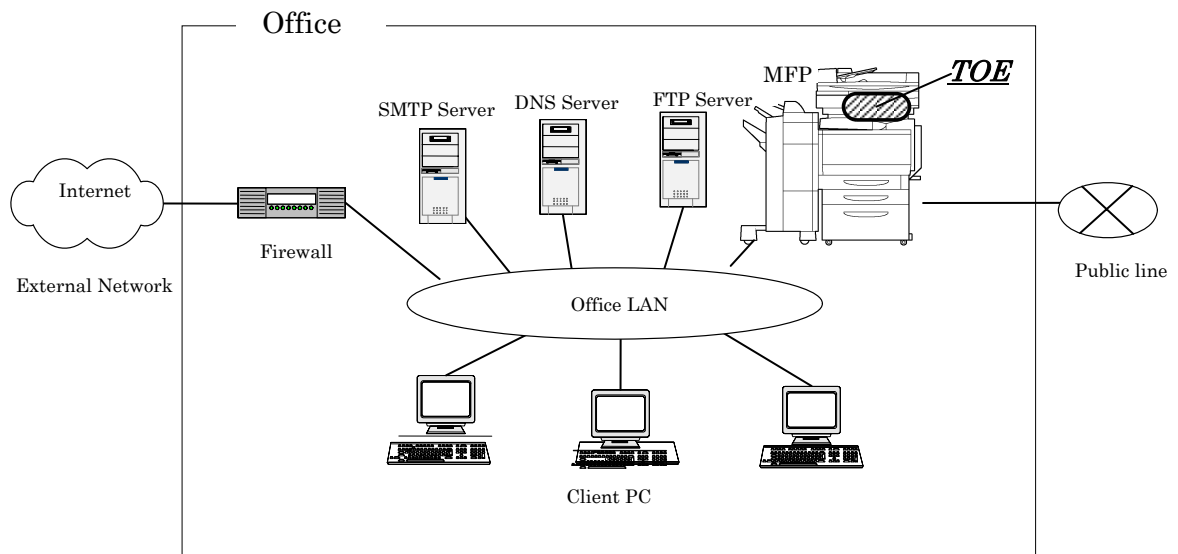 Office
MFP
TOE
SMTP Server
DNS Server
FTP Server
Internet
Firewall
External Network
Public line
Office LAN
Client PC